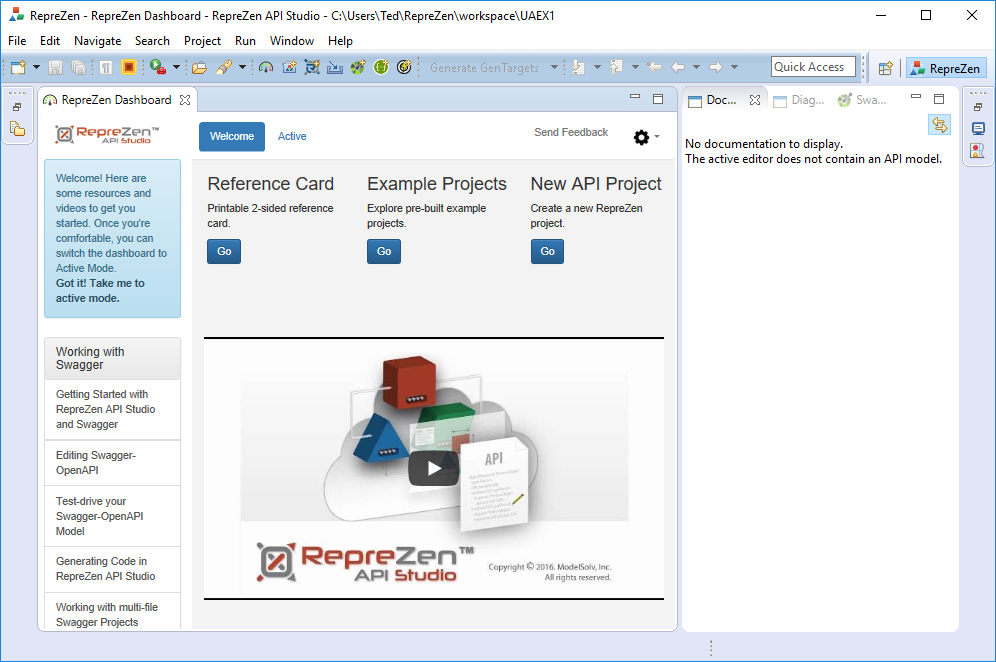 RepreZen - RepreZen Dashboard - RepreZen API Studio - C:\Users\Ted\RepreZen\workspace\UAEX1
File Edit Navigate Search Project Run Window Help
Generate GenTargets
Quick Access
RepreZen
RepreZen Dashboard
RepreZen™
API Studio
Welcome
Active
Send Feedback
Welcome! Here are
some resources and
videos to get you
started. Once you're
comfortable, you can
switch the dashboard to
Active Mode.
Got it! Take me to
active mode.
Working with
Swagger
Getting Started with
RepreZen API Studio
and Swagger
Editing Swagger-
OpenAPI
Test-drive your
Swagger-OpenAPI
Model
Generating Code in
RepreZen API Studio
Working with multi-file
Swagger Projects
Reference Card
Printable 2-sided reference
card.
Go
Example Projects
Explore pre-built example
projects.
Go
New API Project
Create a new RepreZen
project.
Go
API
RepreZen™
API Studio
Copyright © 2016, ModelSolv, Inc.
All rights reserved.
Doc...
Diag...
Swa...
No documentation to display.
The active editor does not contain an API model.